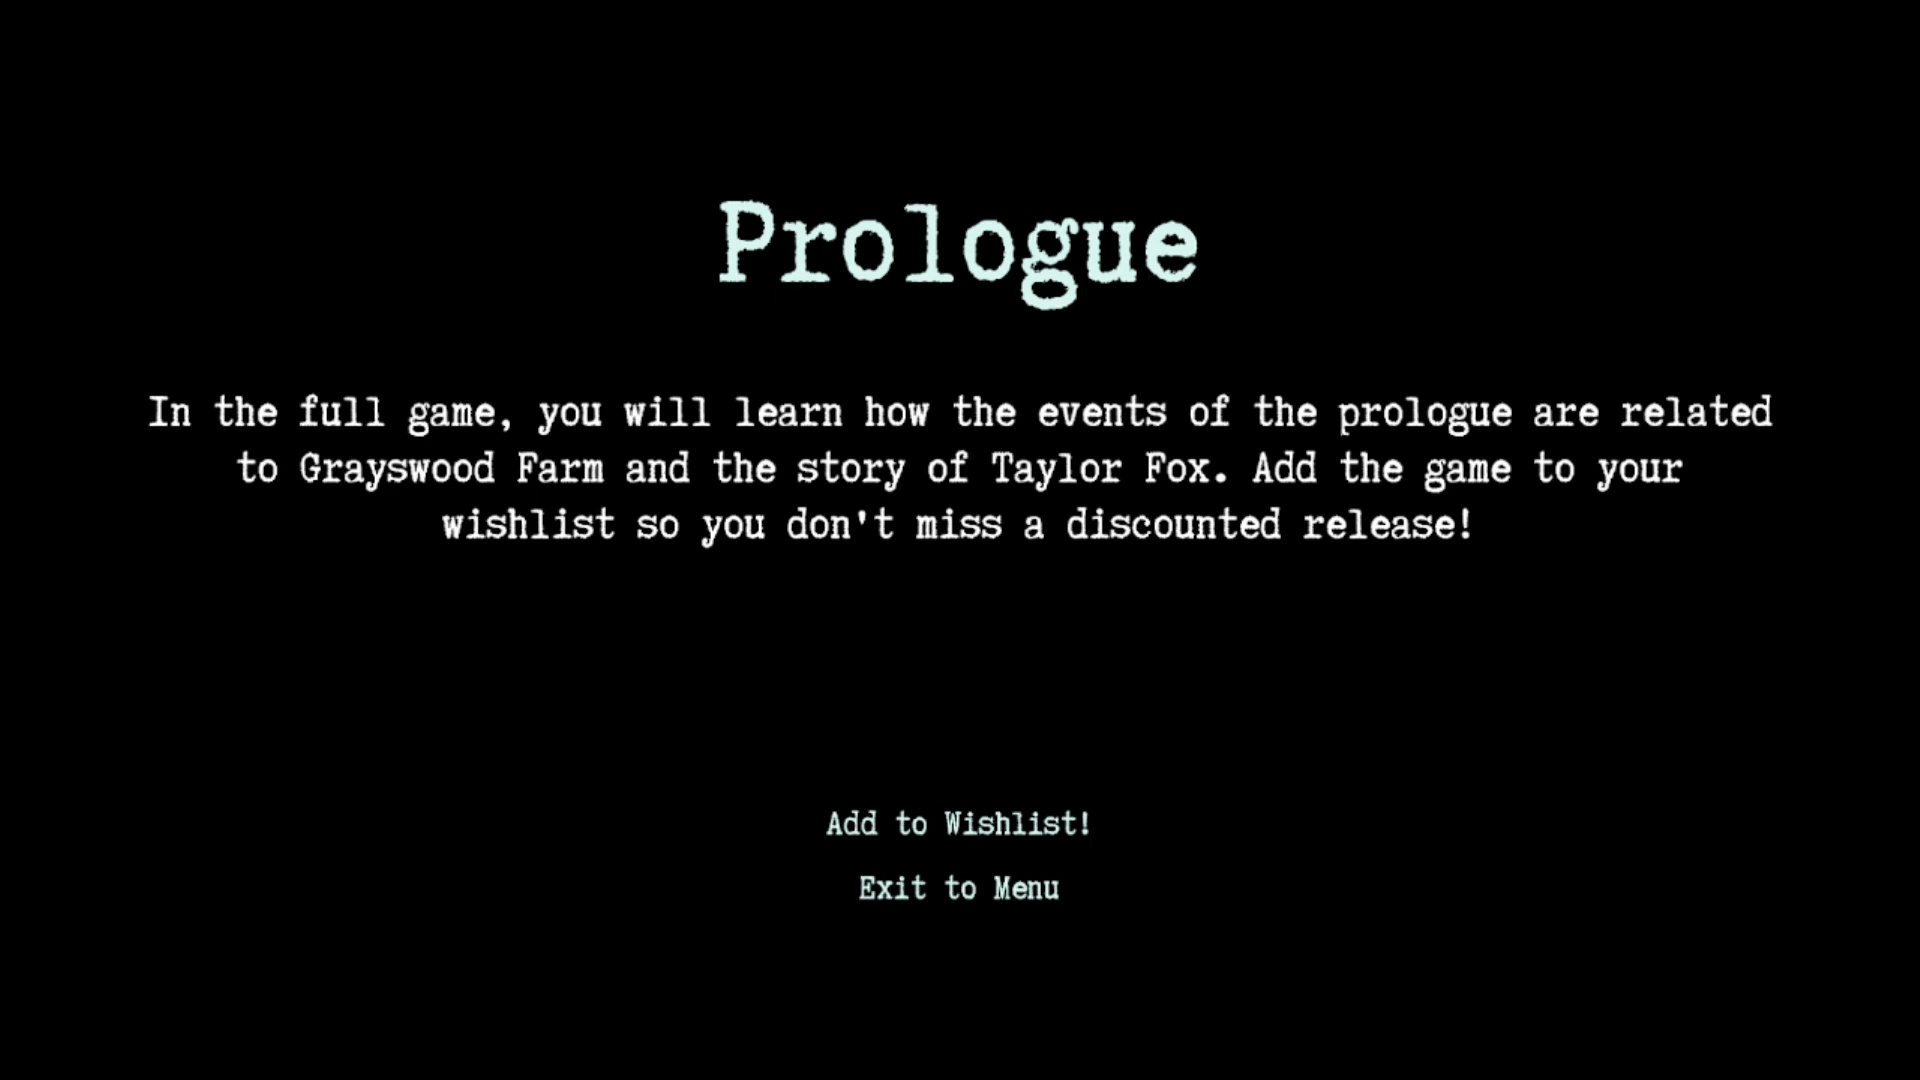 Prologue
In the full game, you will learn how the events of the prologue are related
to Grayswood Farm and the story of Taylor Fox. Add the game to your
wishlist so you don't miss a discounted release!
Add to Wishlist!
Exit to Menu